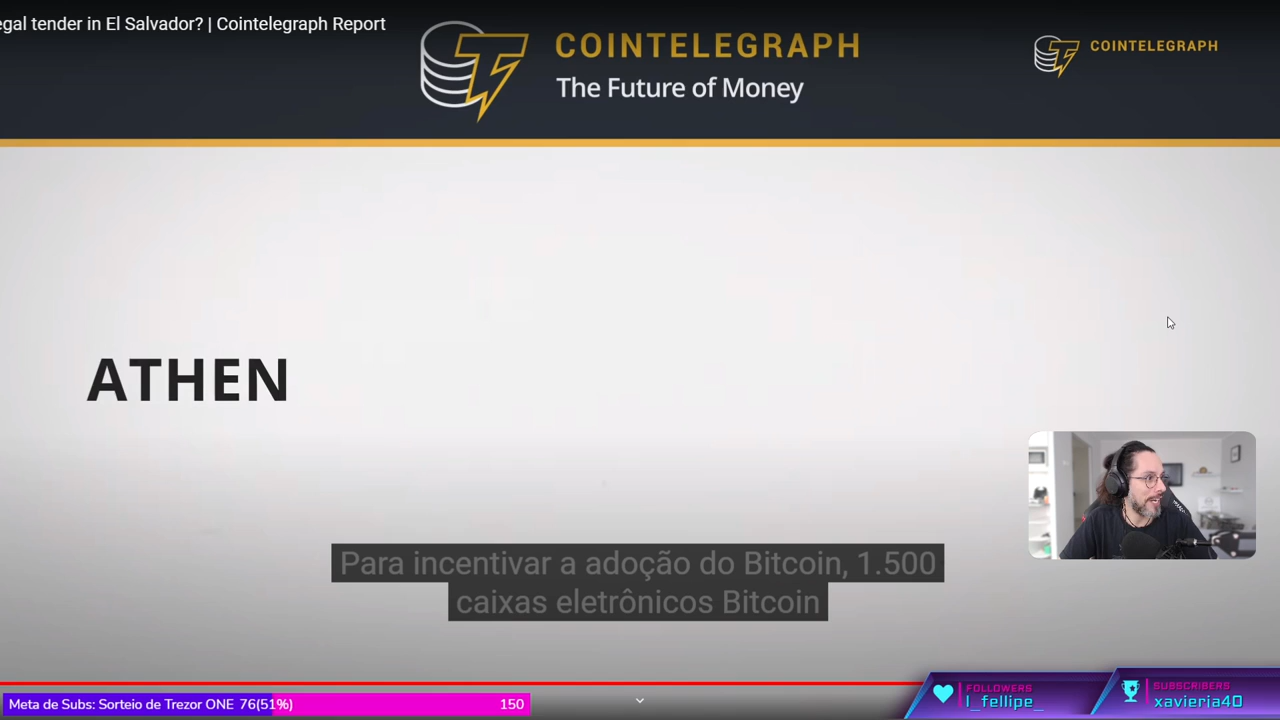 egal tender in El Salvador? | Cointelegraph Report
COINTELEGRAPH
The Future of Money
COINTELEGRAPH
ATHEN
Para incentivar a adoção do Bitcoin, 1.500
caixas eletrônicos Bitcoin
Meta de Subs: Sorteio de Trezor ONE 76(51%) 150
FOLLOWERS
l_fellipe_
SUBSCRIBERS
xavieria40